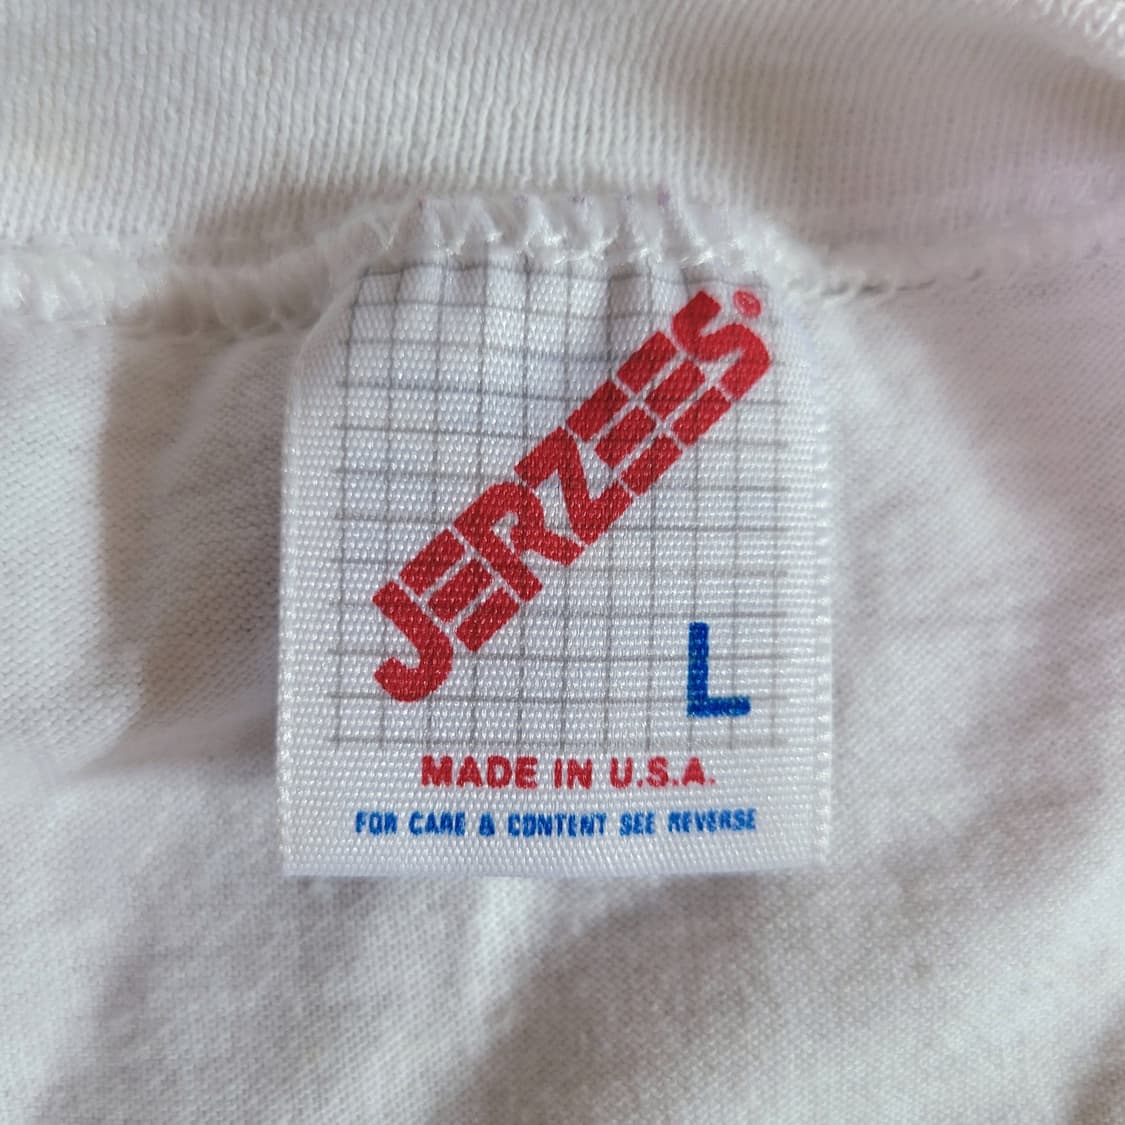 JERZEES®
L
MADE IN U.S.A.
FOR CARE & CONTENT SEE REVERSE